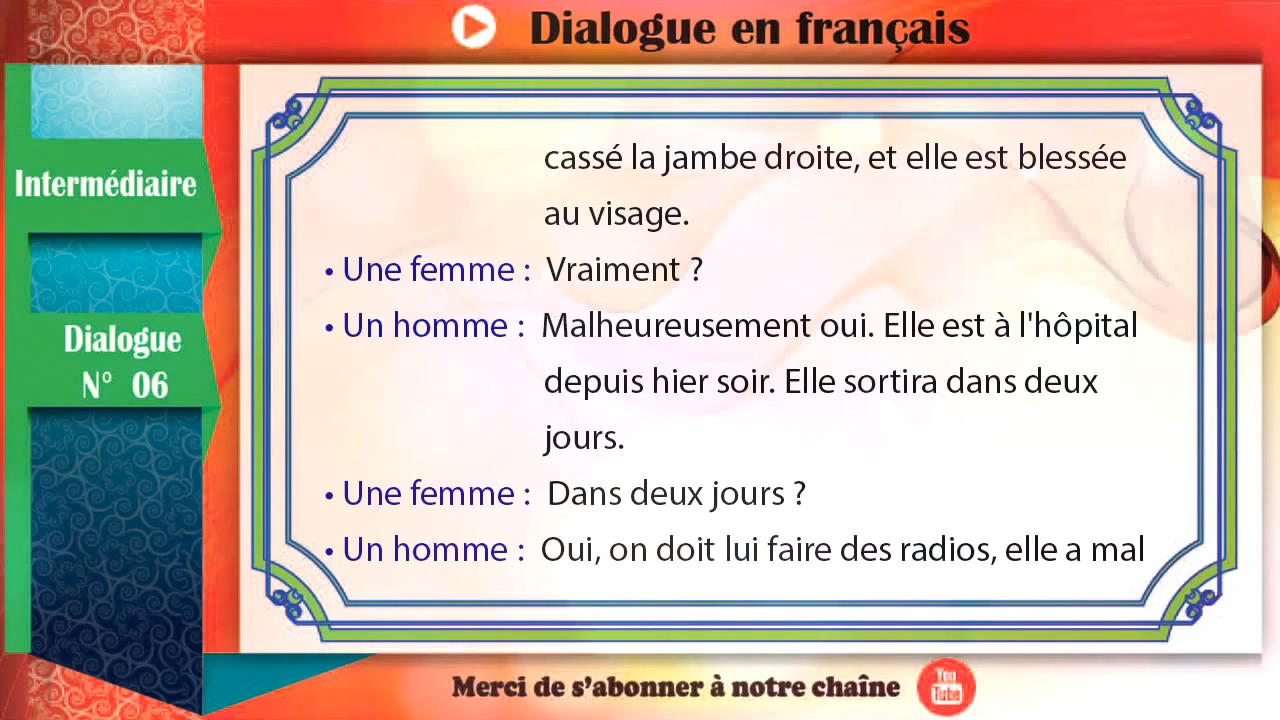 Dialogue en français
Intermédiaire
Dialogue
N° 06
cassé la jambe droite, et elle est blessée
au visage.
• Une femme : Vraiment ?
• Un homme : Malheureusement oui. Elle est à l'hôpital
depuis hier soir. Elle sortira dans deux
jours.
• Une femme : Dans deux jours ?
• Un homme : Oui, on doit lui faire des radios, elle a mal
Merci de s'abonner à notre chaîne
You
Tube